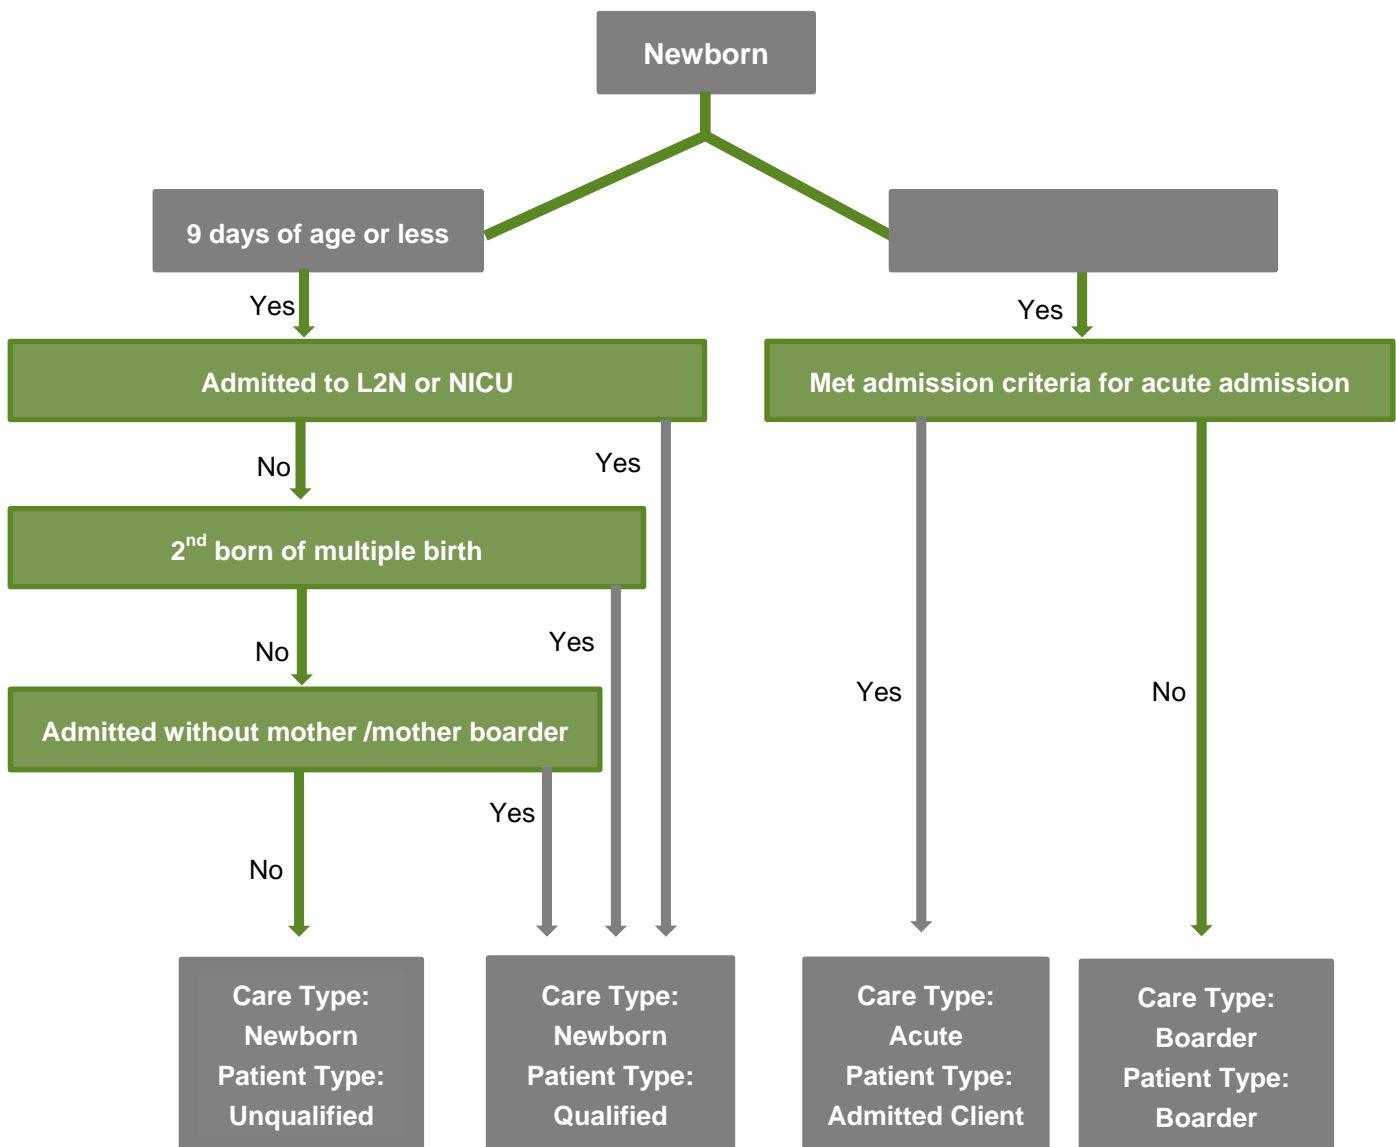 Newborn
9 days of age or less
Yes
Yes
Admitted to L2N or NICU
Met admission criteria for acute admission
No
Yes
2nd born of multiple birth
No
Yes
Yes
No
Admitted without mother /mother boarder
Yes
No
Care Type:
Newborn
Patient Type:
Unqualified
Care Type:
Newborn
Patient Type:
Qualified
Care Type:
Acute
Patient Type:
Admitted Client
Care Type:
Boarder
Patient Type:
Boarder